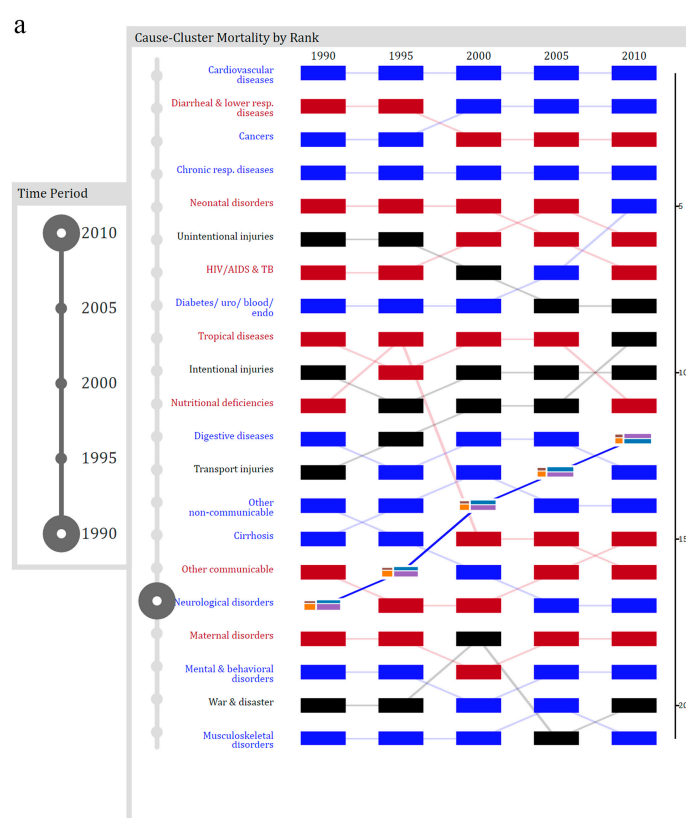 a
Cause-Cluster Mortality by Rank
1990 1995 2000 2005 2010
Cardiovascular
diseases
Diarrheal & lower resp.
diseases
Cancers
Chronic resp. diseases
Neonatal disorders
Unintentional injuries
HIV/AIDS & TB
Diabetes/ uro/ blood/
endo
Tropical diseases
Intentional injuries
Nutritional deficiencies
Digestive diseases
Transport injuries
Other
non-communicable
Cirrhosis
Other communicable
Neurological disorders
Maternal disorders
Mental & behavioral
disorders
War & disaster
Musculoskeletal
disorders
5
10
15
20
Time Period
2010
2005
2000
1995
1990